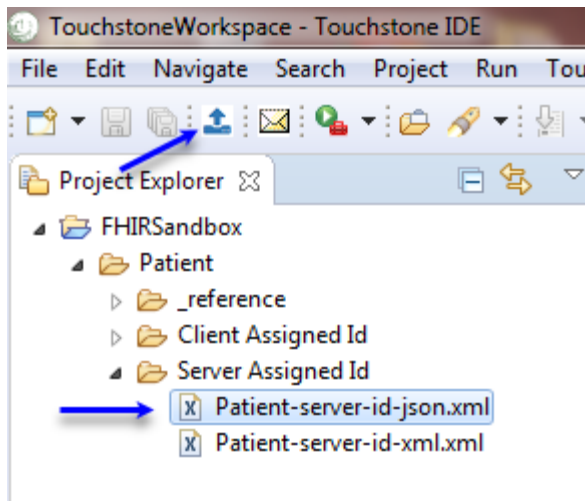 TouchstoneWorkspace - Touchstone IDE
File Edit Navigate Search Project Run Tou
Project Explorer
FHIRSandbox
Patient
_reference
Client Assigned Id
Server Assigned Id
Patient-server-id-json.xml
Patient-server-id-xml.xml